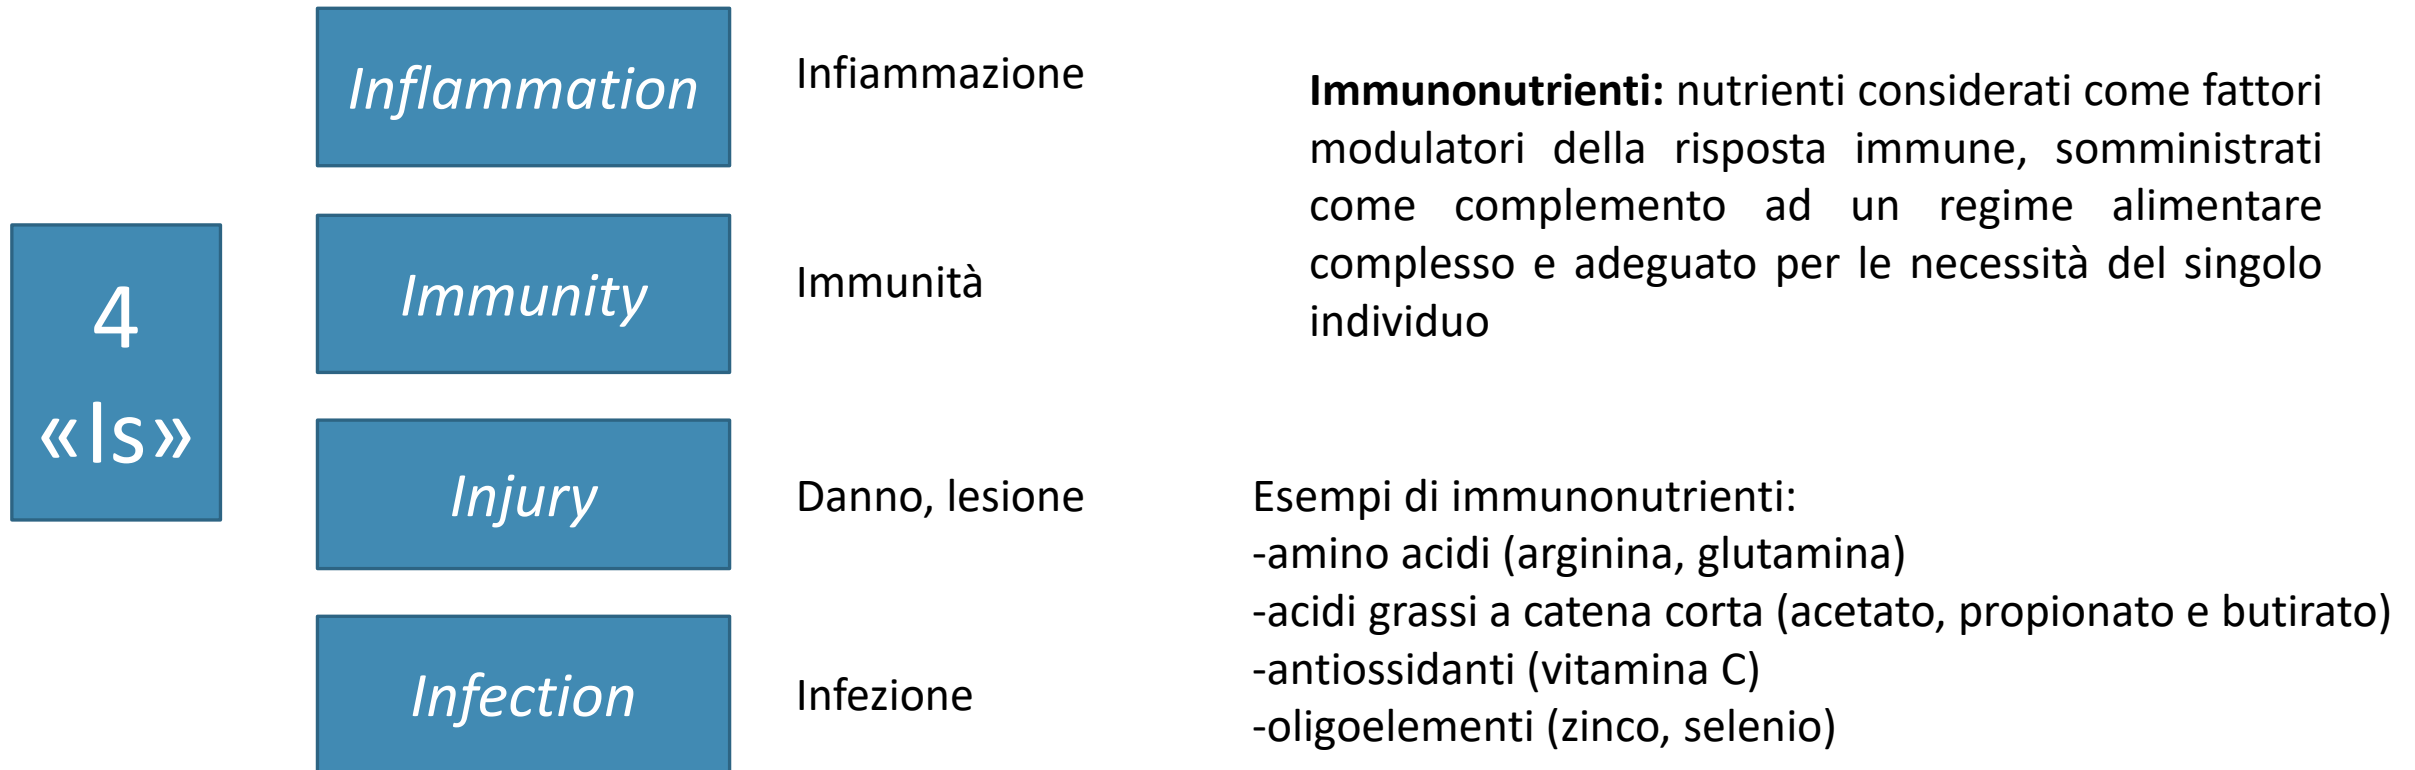 4
«Is»
Inflammation
Infiammazione
Immunity
Immunità
Injury
Danno, lesione
Infection
Infezione
Immunonutrienti: nutrienti considerati come fattori
modulatori della risposta immune, somministrati
come complemento ad un regime alimentare
complesso e adeguato per le necessità del singolo
individuo
Esempi di immunonutrienti:
-amino acidi (arginina, glutamina)
-acidi grassi a catena corta (acetato, propionato e butirato)
-antiossidanti (vitamina C)
-oligoelementi (zinco, selenio)